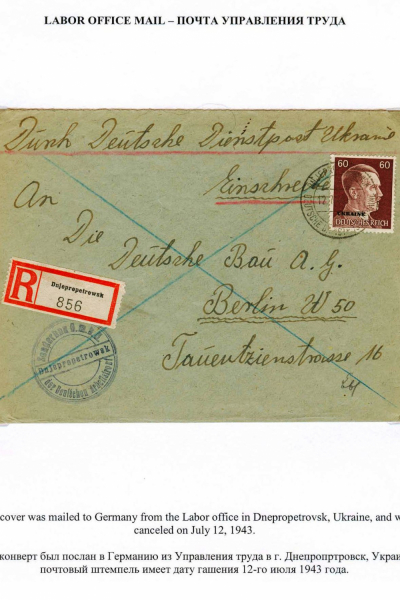 LABOR OFFICE MAIL – ПОЧТА УПРАВЛЕНИЯ ТРУДА
Durch Deutsche Dienstpost Ukraine
Einschre
60 60
UKRAINE
DEUTSCHES REICH
An
Die
Deutsche Bau A. G.
Berlin W 50
Tauentzienstrasse 16
R
Dnjepropetrowsk
856
G.m.b.H.
Dnjepropetrowsk
der Deutschen
cover was mailed to Germany from the Labor office in Dnepropetrovsk, Ukraine, and w
canceled on July 12, 1943.
конверт был послан в Германию из Управления труда в г. Днепропртровск, Украи
почтовый штемпель имеет дату гашения 12-го июля 1943 года.